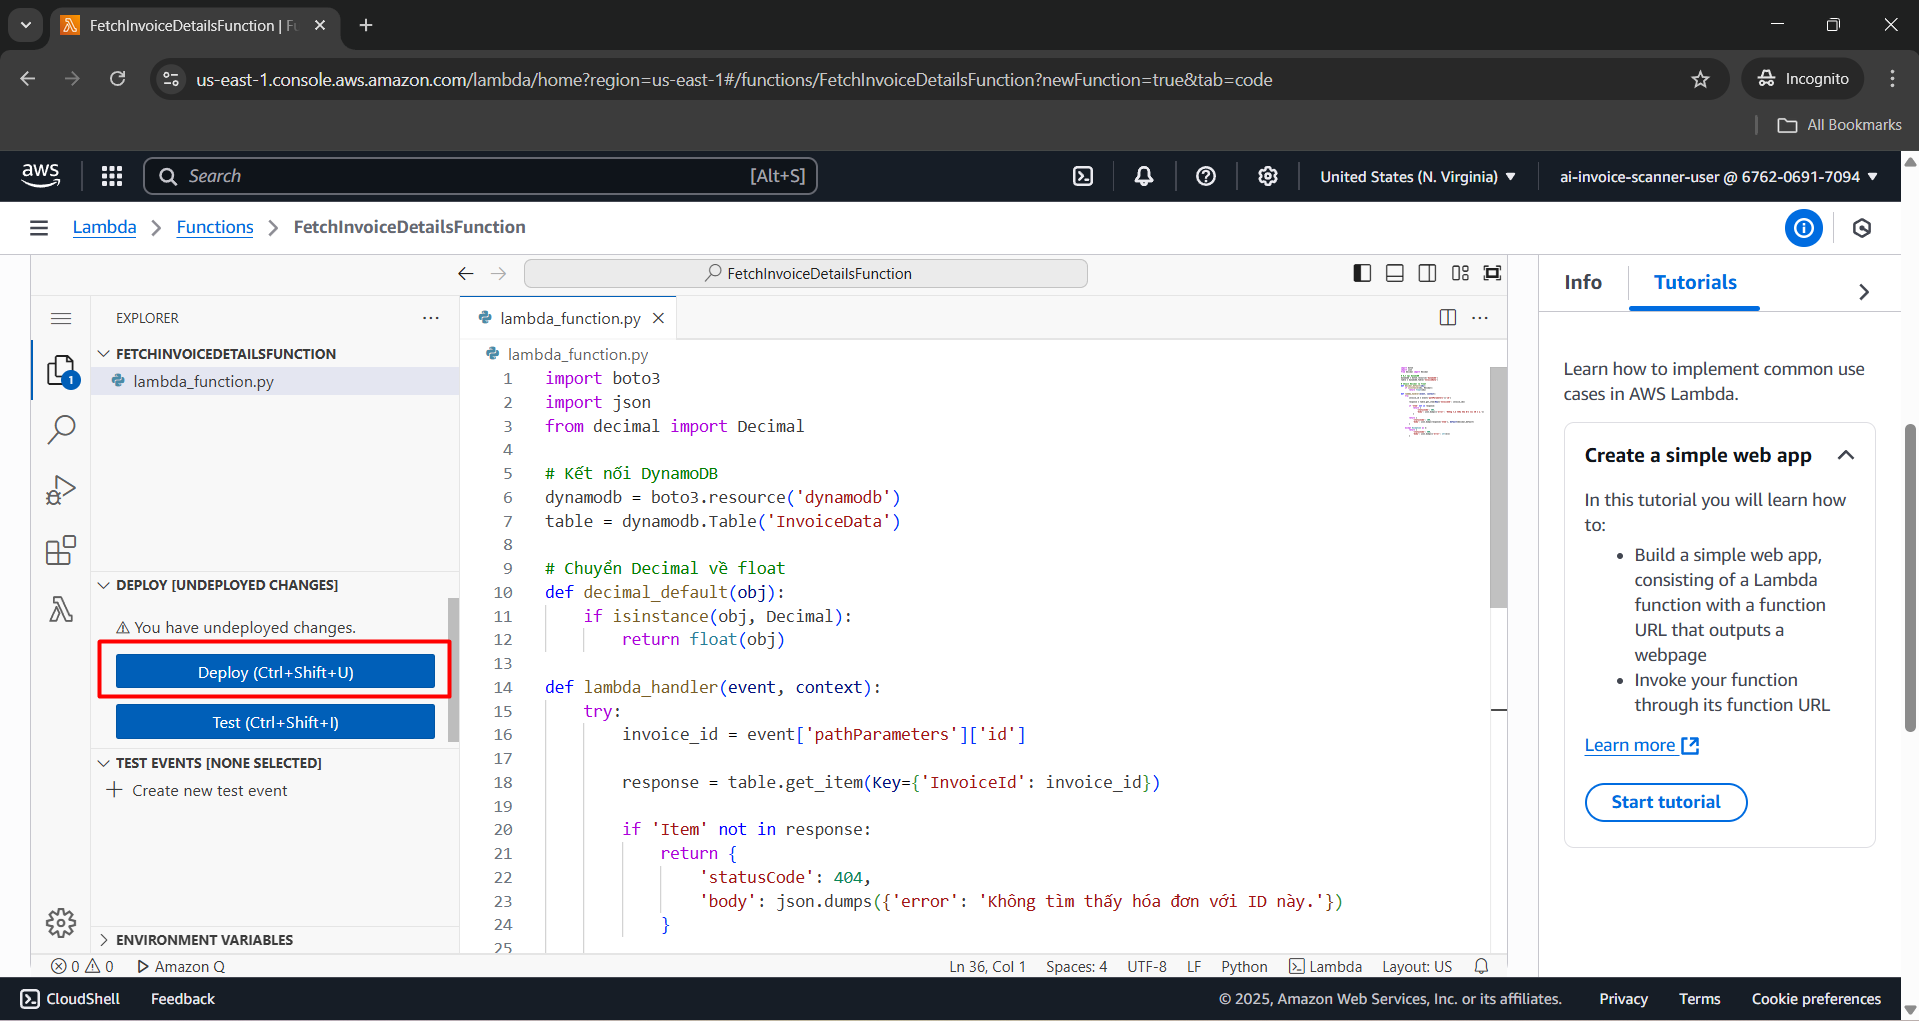 FetchInvoiceDetailsFunction | Fu
us-east-1.console.aws.amazon.com/lambda/home?region=us-east-1#/functions/FetchInvoiceDetailsFunction?newFunction=true&tab=code
Incognito
All Bookmarks
aws
Search
[Alt+S]
United States (N. Virginia)
ai-invoice-scanner-user @ 6762-0691-7094
Lambda
Functions
FetchInvoiceDetailsFunction
FetchInvoiceDetailsFunction
EXPLORER
FETCHINVOICEDETAILSFUNCTION
lambda_function.py
1
DEPLOY [UNDEPLOYED CHANGES]
You have undeployed changes.
Deploy (Ctrl+Shift+U)
Test (Ctrl+Shift+I)
TEST EVENTS [NONE SELECTED]
Create new test event
ENVIRONMENT VARIABLES
lambda_function.py
lambda_function.py
1 import boto3
2 import json
3 from decimal import Decimal
4
5 # Kết nối DynamoDB
6 dynamodb = boto3.resource('dynamodb')
7 table = dynamodb.Table('InvoiceData')
8
9 # Chuyển Decimal về float
10 def decimal_default(obj):
11 if isinstance(obj, Decimal):
12 return float(obj)
13
14 def lambda_handler(event, context):
15 try:
16 invoice_id = event['pathParameters']['id']
17
18 response = table.get_item(Key={'InvoiceId': invoice_id})
19
20 if 'Item' not in response:
21 return {
22 'statusCode': 404,
23 'body': json.dumps({'error': 'Không tìm thấy hóa đơn với ID này.'})
24 }
25
Info
Tutorials
Learn how to implement common use
cases in AWS Lambda.
Create a simple web app
In this tutorial you will learn how
to:
• Build a simple web app,
consisting of a Lambda
function with a function
URL that outputs a
webpage
• Invoke your function
through its function URL
Learn more
Start tutorial
0
0
Amazon Q
Ln 36, Col 1
Spaces: 4
UTF-8
LF
Python
Lambda
Layout: US
CloudShell
Feedback
© 2025, Amazon Web Services, Inc. or its affiliates.
Privacy
Terms
Cookie preferences